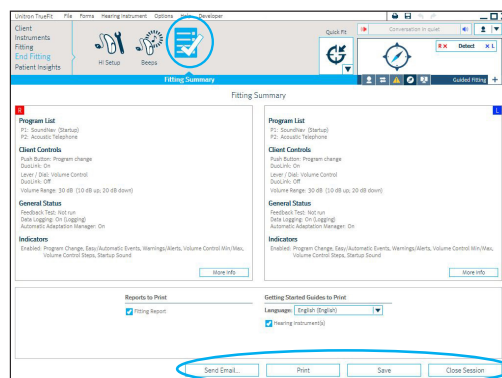 Unitron TrueFit File Forms Hearing Instrument Options Help Developer
Client
Instruments
Fitting
End Fitting
Patient Insights
HI Setup
Beeps
Fitting Summary
Quick Fit
Conversation in quiet
R X Detect X L
Guided Fitting +
Fitting Summary
R
Program List
P1: SoundNav (Startup)
P2: Acoustic Telephone
Client Controls
Push Button: Program change
DuoLink: On
Lever / Dial: Volume Control
DuoLink: Off
Volume Range: 30 dB (10 dB up; 20 dB down)
General Status
Feedback Test: Not run
Data Logging: On (Logging)
Automatic Adaptation Manager: On
Indicators
Enabled: Program Change, Easy/Automatic Events, Warnings/Alerts, Volume Control Min/Max,
Volume Control Steps, Startup Sound
More Info
L
Program List
P1: SoundNav (Startup)
P2: Acoustic Telephone
Client Controls
Push Button: Program change
DuoLink: On
Lever / Dial: Volume Control
DuoLink: Off
Volume Range: 30 dB (10 dB up; 20 dB down)
General Status
Feedback Test: Not run
Data Logging: On (Logging)
Automatic Adaptation Manager: On
Indicators
Enabled: Program Change, Easy/Automatic Events, Warnings/Alerts, Volume Control Min/Max,
Volume Control Steps, Startup Sound
More Info
Reports to Print
Fitting Report
Getting Started Guides to Print
Language: English (English)
Hearing Instrument(s)
Send Email... Print Save Close Session